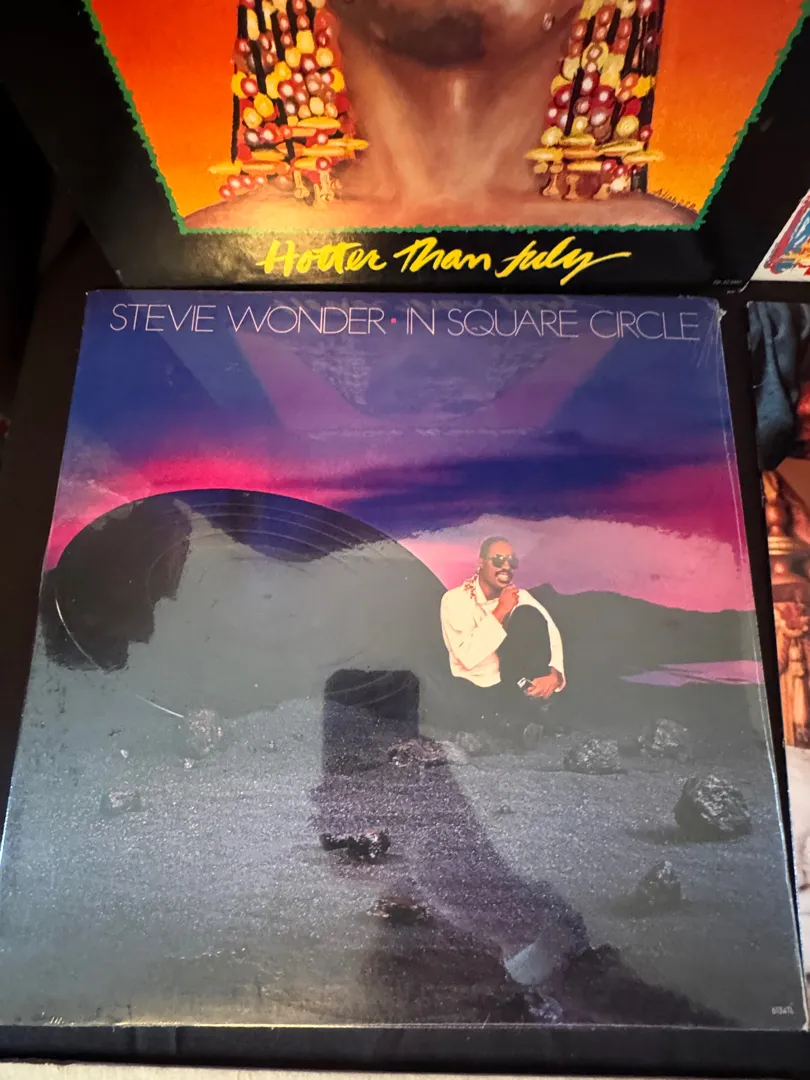 Hotter Than July
STEVIE WONDER · IN SQUARE CIRCLE